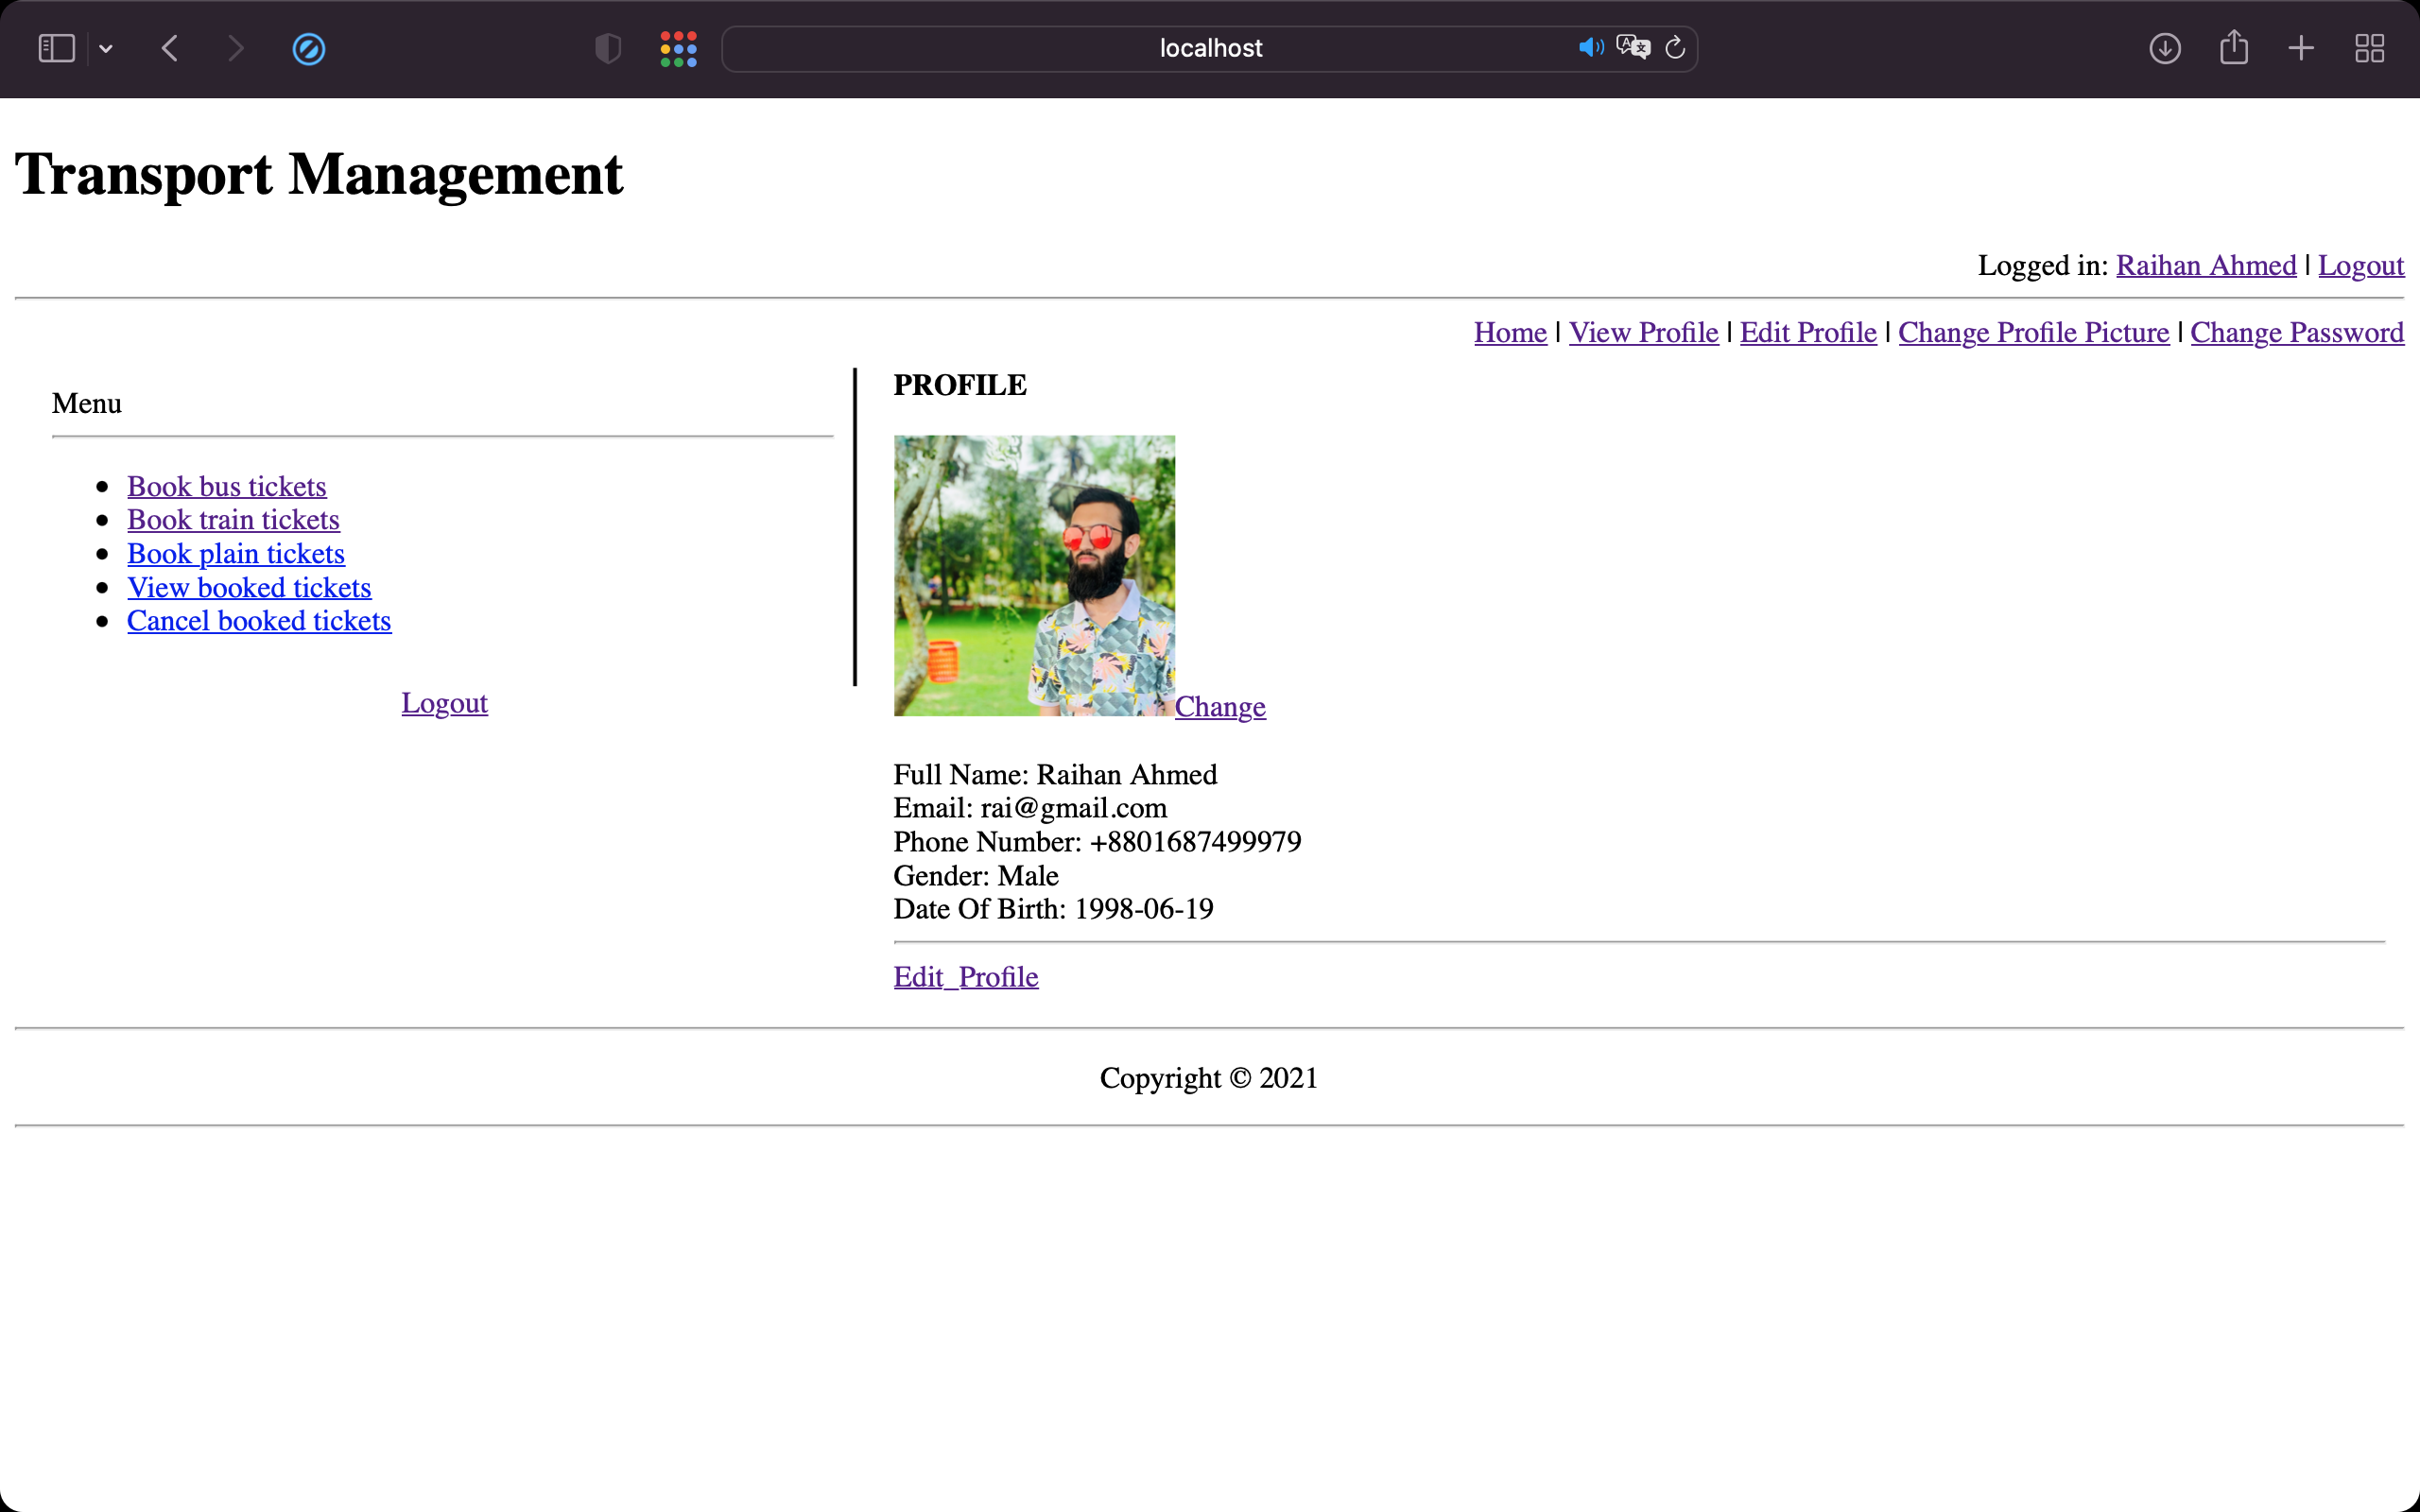 localhost
Transport Management
Logged in: Raihan Ahmed | Logout
Home | View Profile | Edit Profile | Change Profile Picture | Change Password
Menu
Book bus tickets
Book train tickets
Book plain tickets
View booked tickets
Cancel booked tickets
Logout
PROFILE
Change
Full Name: Raihan Ahmed
Email: rai@gmail.com
Phone Number: +8801687499979
Gender: Male
Date Of Birth: 1998-06-19
Edit_Profile
Copyright © 2021